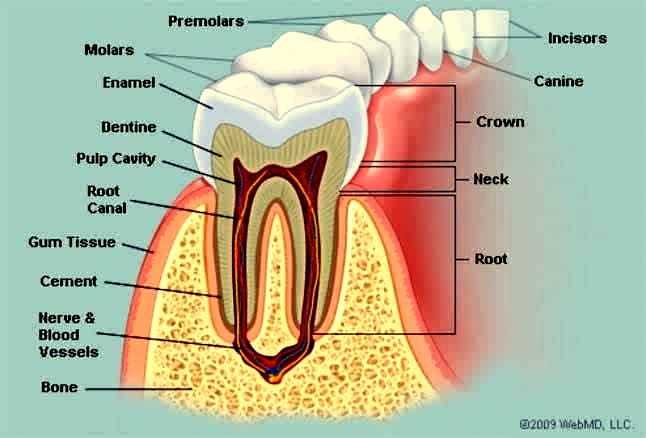 Premolars
Incisors
Molars
Canine
Enamel
Crown
Dentine
Pulp Cavity
Neck
Root
Canal
Gum Tissue
Root
Cement
Nerve &
Blood
Vessels
Bone
©2009 WebMD, LLC.